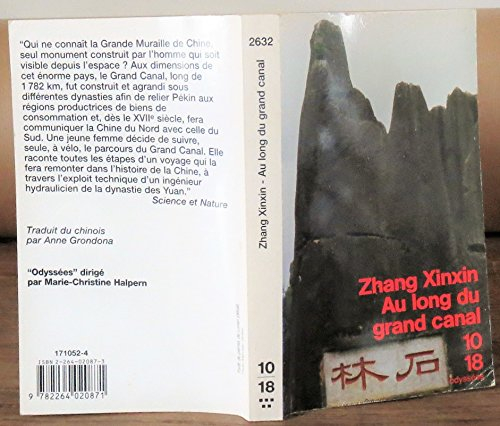 "Qui ne connaît la Grande Muraille de Chine,
seul monument construit par l'homme qui soit
visible depuis l'espace ? Aux dimensions de
cet énorme pays, le Grand Canal, long de
1 782 km, fut construit et agrandi sous
différentes dynasties afin de relier Pékin aux
régions productrices de biens de
consommation et, dès le XVIIe siècle, fera
communiquer la Chine du Nord avec celle du
Sud. Une jeune femme décide de suivre,
seule, à vélo, le parcours du Grand Canal. Elle
raconte toutes les étapes d'un voyage qui la
fera remonter dans l'histoire de la Chine, à
travers l'exploit technique d'un ingénieur
hydraulicien de la dynastie des Yuan."
Science et Nature
Traduit du chinois
par Anne Grondona
"Odyssées" dirigé
par Marie-Christine Halpern
171052-4
ISBN 2-264-02087-3
9 782264 020871
2632
Zhang Xinxin - Au long du grand canal
10
18
Zhang Xinxin
Au long du
grand canal
10
18
odyssées
林石